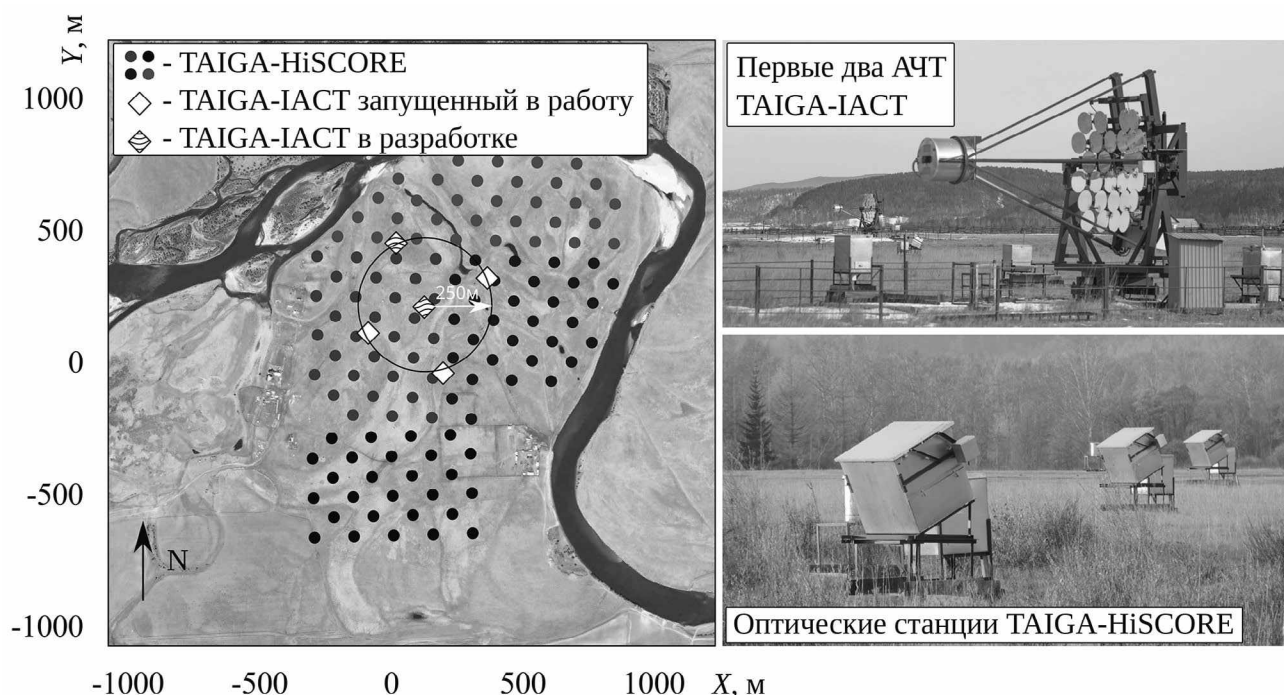 Y, м
1000
500
0
-500
-1000
- TAIGA-HiSCORE
- TAIGA-IACT запущенный в работу
- TAIGA-IACT в разработке
250м
N
-1000 -500 0 500 1000 X, м
Первые два АЧТ
TAIGA-IACT
Оптические станции TAIGA-HiSCORE